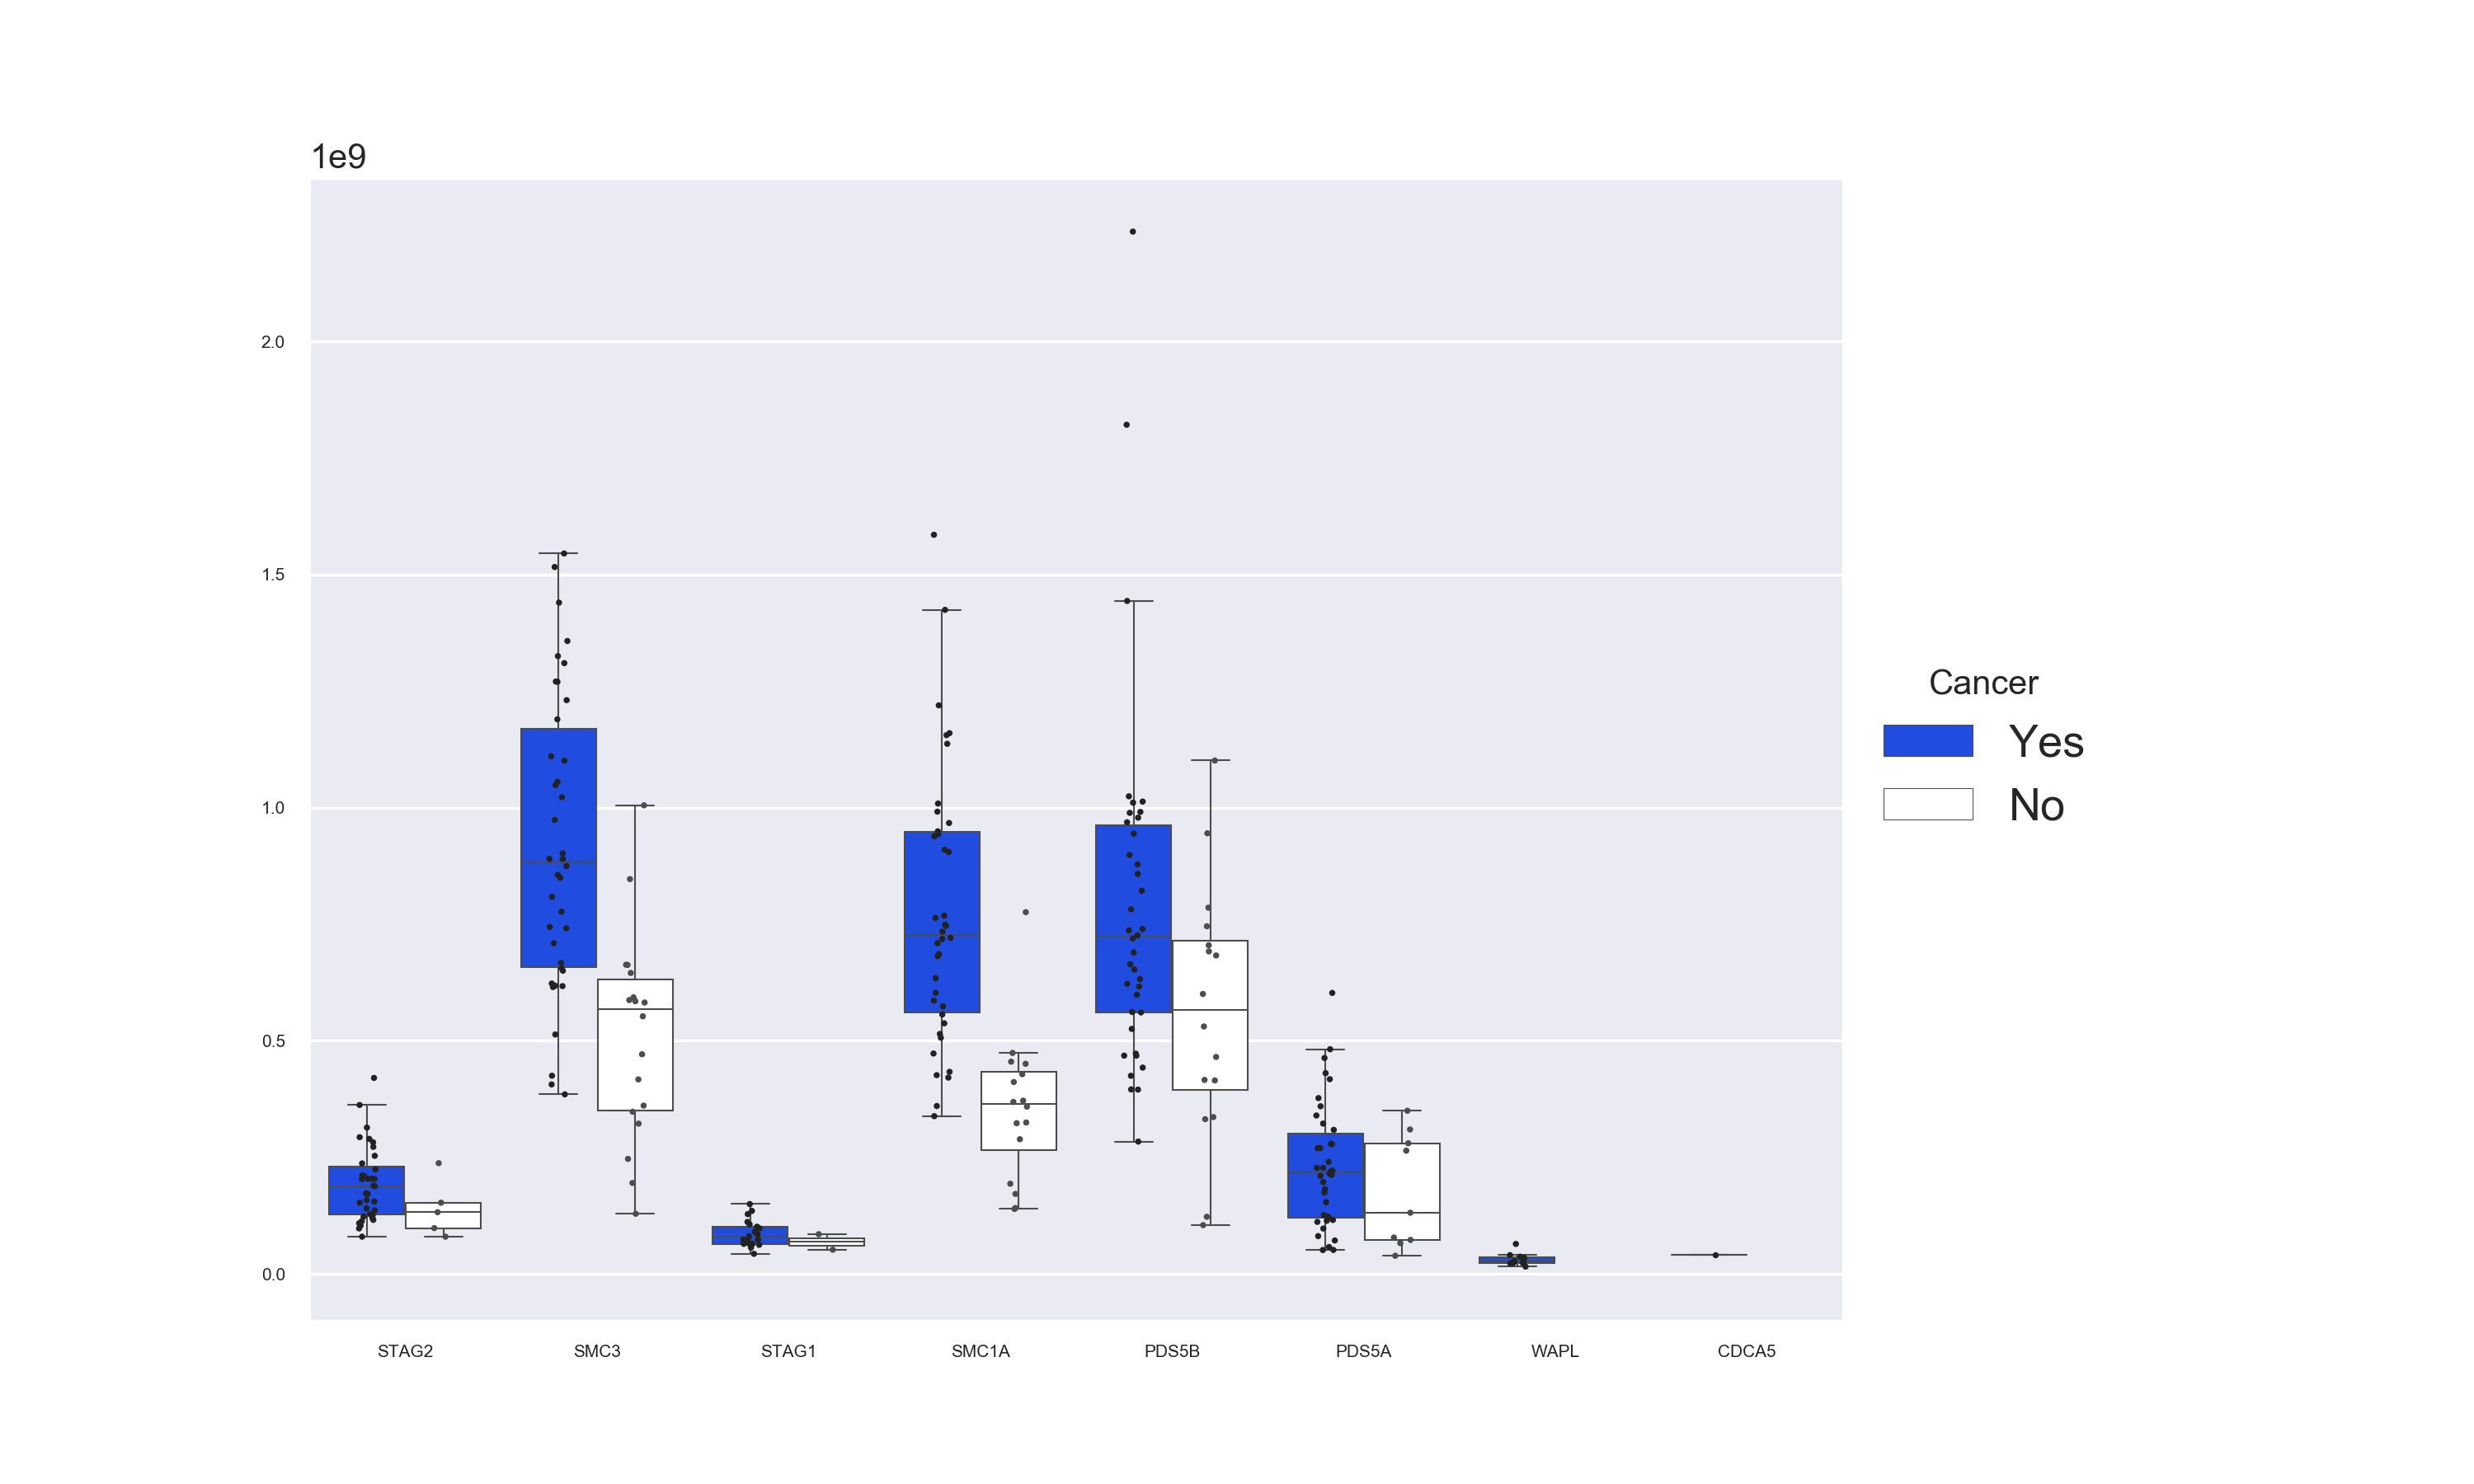 1e9
2.0
1.5
1.0
0.5
0.0
STAG2 SMC3 STAG1 SMC1A PDS5B PDS5A WAPL CDCA5
Cancer
Yes
No